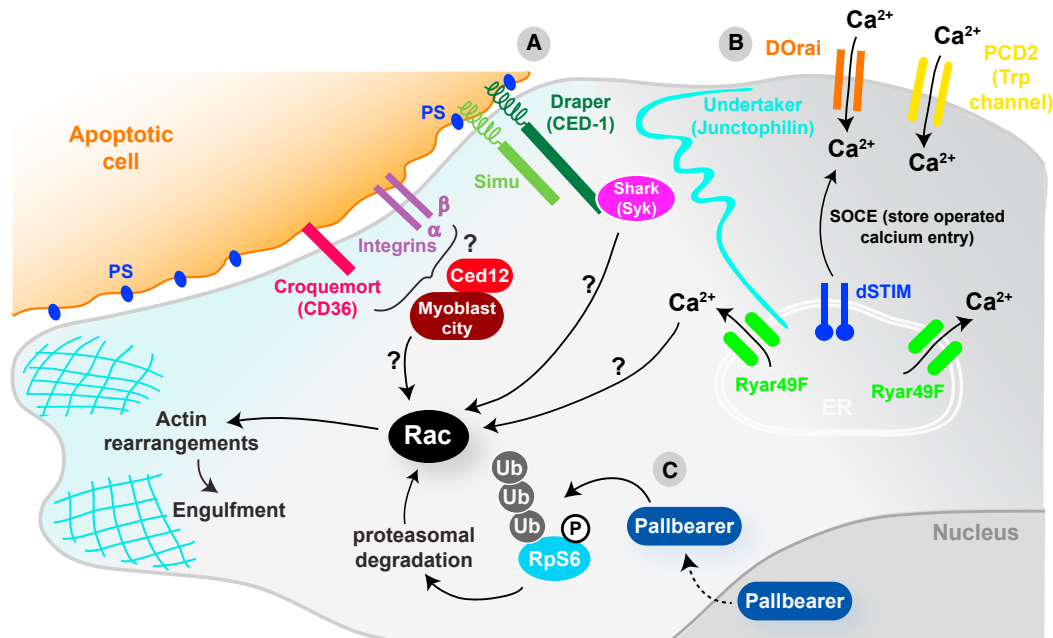 A
B
Ca²⁺
DOrai
Ca²⁺
PCD2
(Trp
channel)
PS
Draper
(CED-1)
Undertaker
(Junctophilin)
Apoptotic
cell
Simu
Ca²⁺
Ca²⁺
Shark
(Syk)
β
α
Integrins
?
SOCE (store operated
calcium entry)
PS
Croquemort
(CD36)
Ced12
Myoblast
city
?
Ca²⁺
dSTIM
Ca²⁺
?
?
Ryar49F
Ryar49F
ER
Rac
Actin
rearrangements
Engulfment
Ub
Ub
Ub
P
RpS6
C
Pallbearer
proteasomal
degradation
Nucleus
Pallbearer